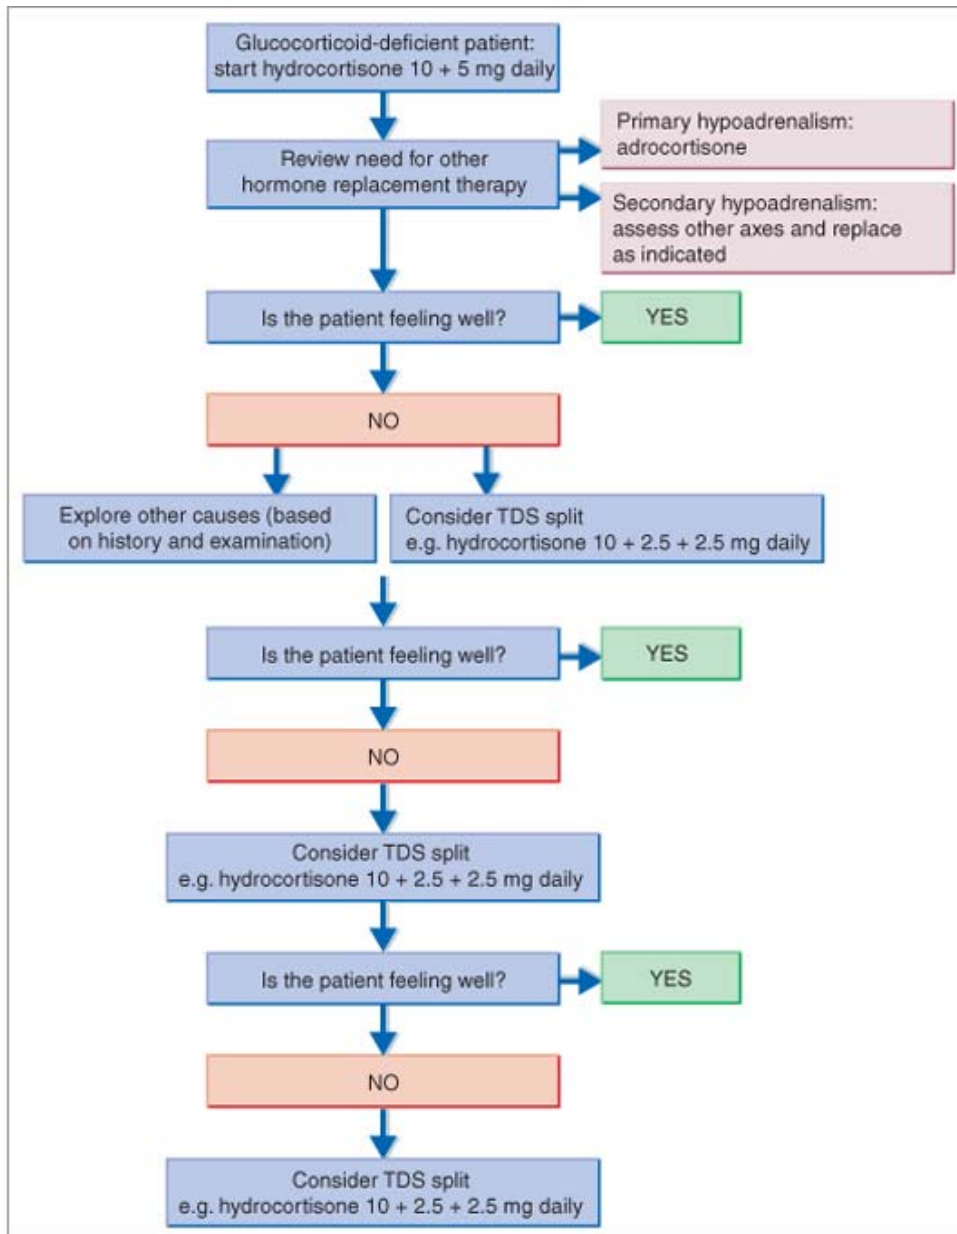 Glucocorticoid-deficient patient:
start hydrocortisone 10 + 5 mg daily
Review need for other
hormone replacement therapy
Primary hypoadrenalism:
adrocortisone
Secondary hypoadrenalism:
assess other axes and replace
as indicated
Is the patient feeling well?
YES
NO
Explore other causes (based
on history and examination)
Consider TDS split
e.g. hydrocortisone 10 + 2.5 + 2.5 mg daily
Is the patient feeling well?
YES
NO
Consider TDS split
e.g. hydrocortisone 10 + 2.5 + 2.5 mg daily
Is the patient feeling well?
YES
NO
Consider TDS split
e.g. hydrocortisone 10 + 2.5 + 2.5 mg daily